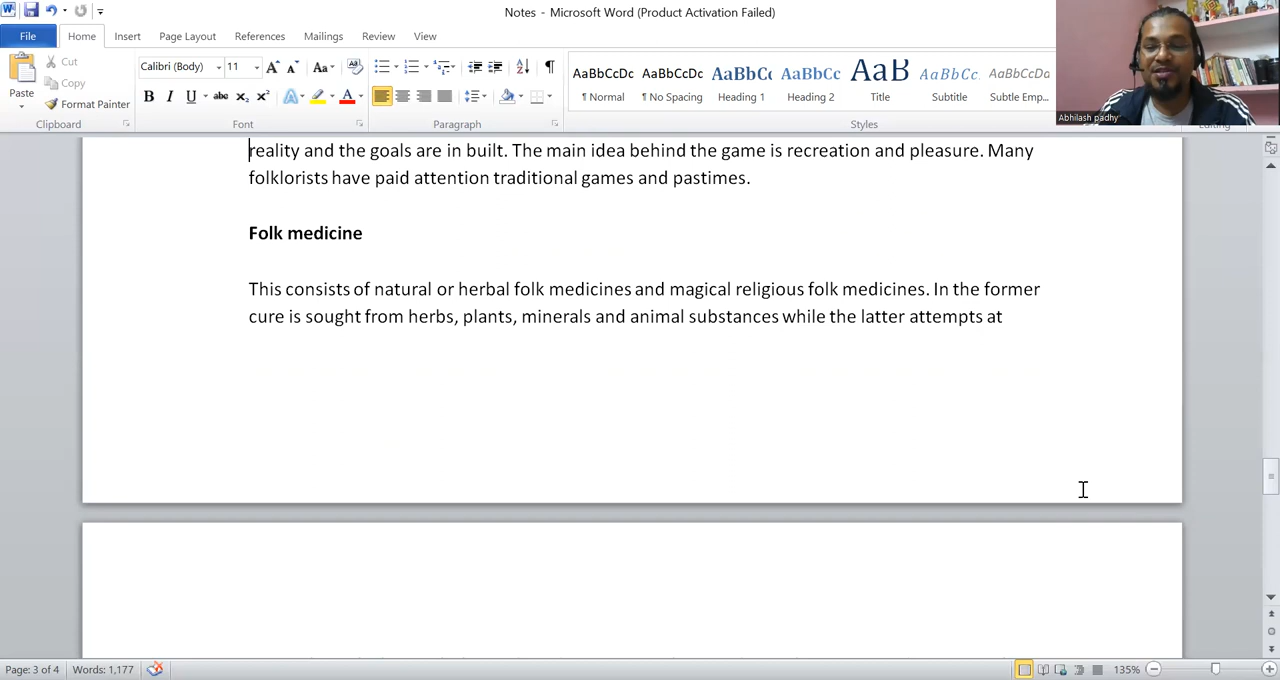 Notes - Microsoft Word (Product Activation Failed)
File Home Insert Page Layout References Mailings Review View
Cut
Copy
Paste
Format Painter
Clipboard
Calibri (Body) 11
Font
Paragraph
AaBbCcDc AaBbCcDc AaBbCc AaBbCc AaB AaBbCc. AaBbCcDa
¶ Normal ¶ No Spacing Heading 1 Heading 2 Title Subtitle Subtle Emp...
Styles
Editing
Abhilash padhy
reality and the goals are in built. The main idea behind the game is recreation and pleasure. Many
folklorists have paid attention traditional games and pastimes.
Folk medicine
This consists of natural or herbal folk medicines and magical religious folk medicines. In the former
cure is sought from herbs, plants, minerals and animal substances while the latter attempts at
Page: 3 of 4 Words: 1,177 135%